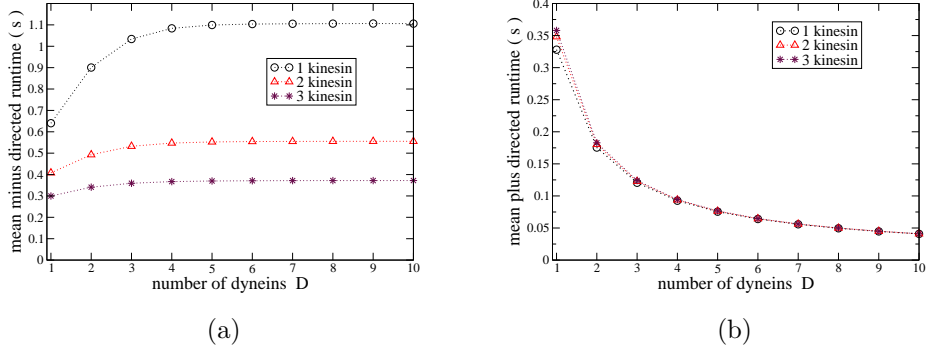 mean minus directed runtime ( s )
1.1
1
0.9
0.8
0.7
0.6
0.5
0.4
0.3
0.2
0.1
0
1 kinesin
2 kinesin
3 kinesin
1 2 3 4 5 6 7 8 9 10
number of dyneins D
(a)
mean plus directed runtime ( s )
0.4
0.35
0.3
0.25
0.2
0.15
0.1
0.05
0
1 kinesin
2 kinesin
3 kinesin
1 2 3 4 5 6 7 8 9 10
number of dyneins D
(b)